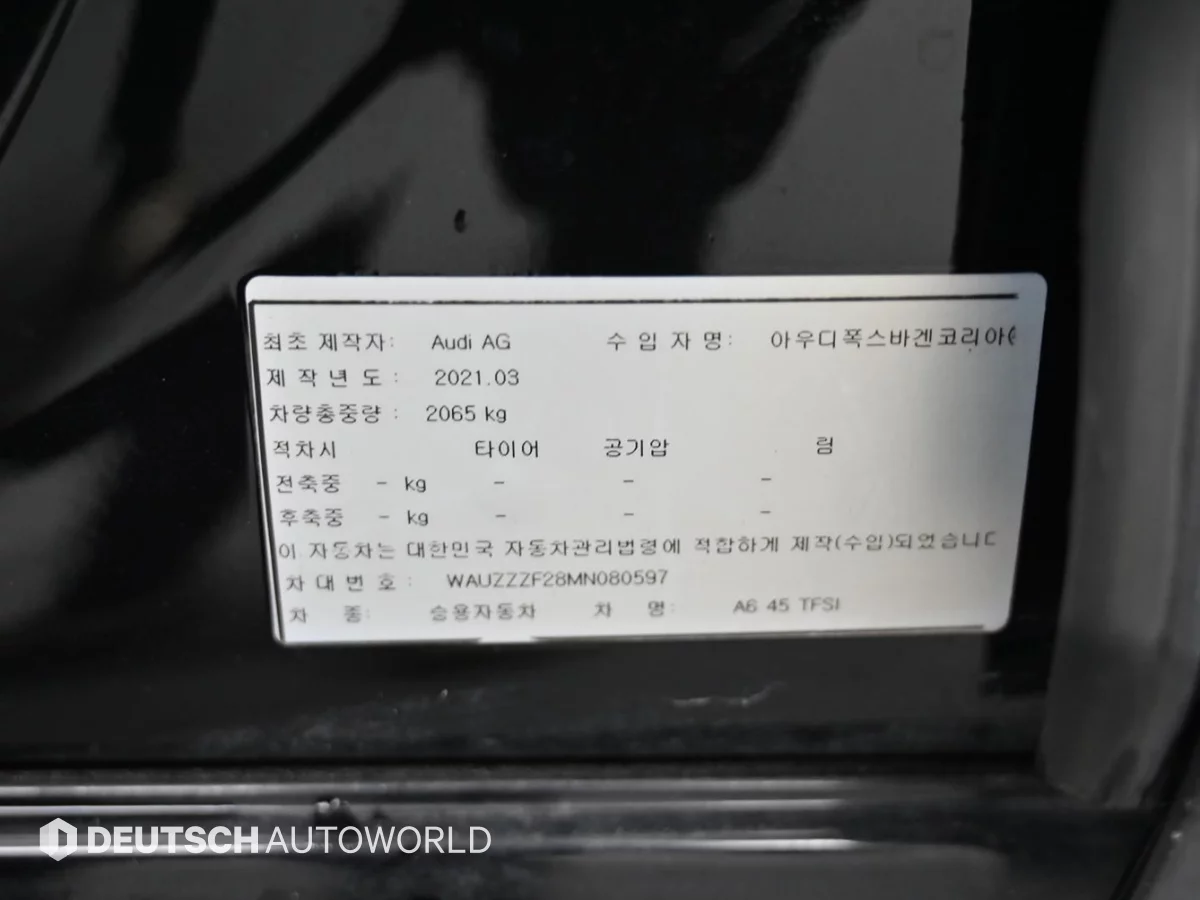 최초 제작자: Audi AG 수 입 자 명: 아우디폭스바겐코리아(
제 작 년 도 : 2021.03
차량총중량 : 2065 kg
적차시 타이어 공기압 림
전축중 - kg - - -
후축중 - kg - - -
이 자동차는 대한민국 자동차관리법령에 적합하게 제작(수입)되었습니다
차 대 번 호 : WAUZZZF28MN080597
차 종: 승용자동차 차 명: A6 45 TFSI
DEUTSCH AUTOWORLD